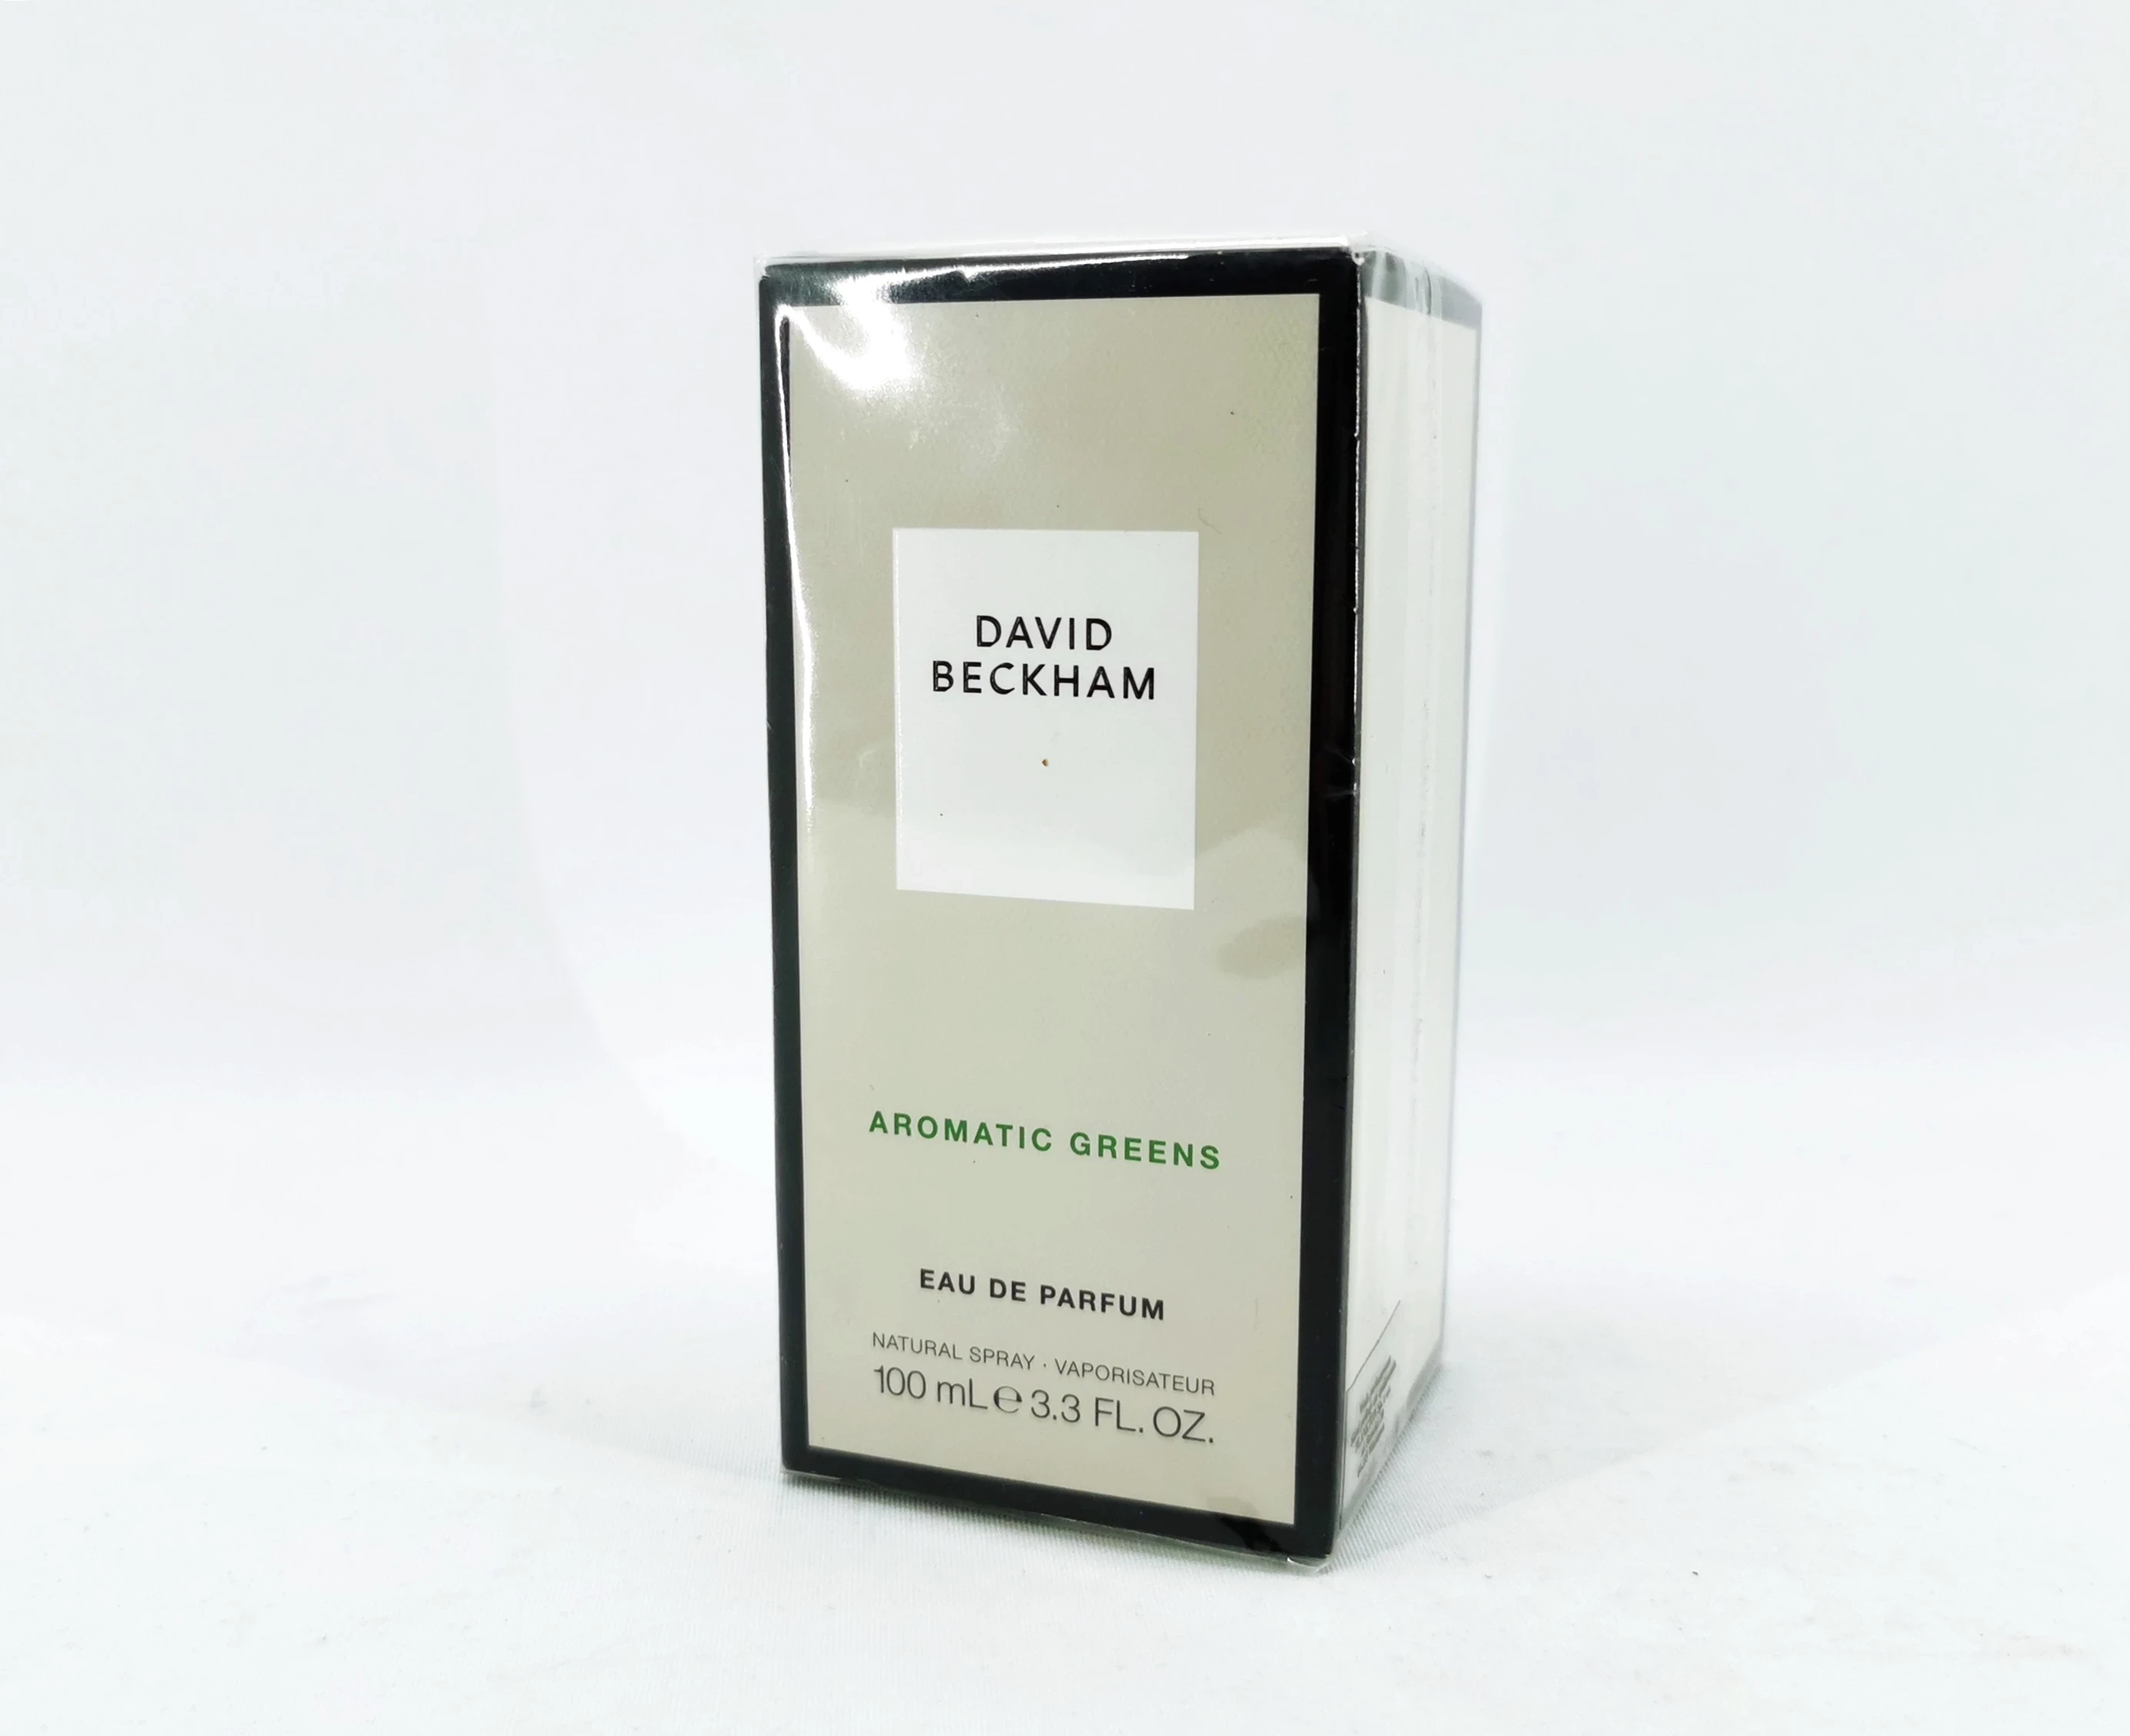 DAVID
BECKHAM
AROMATIC GREENS
EAU DE PARFUM
NATURAL SPRAY · VAPORISATEUR
100 mL ℮ 3.3 FL. OZ.